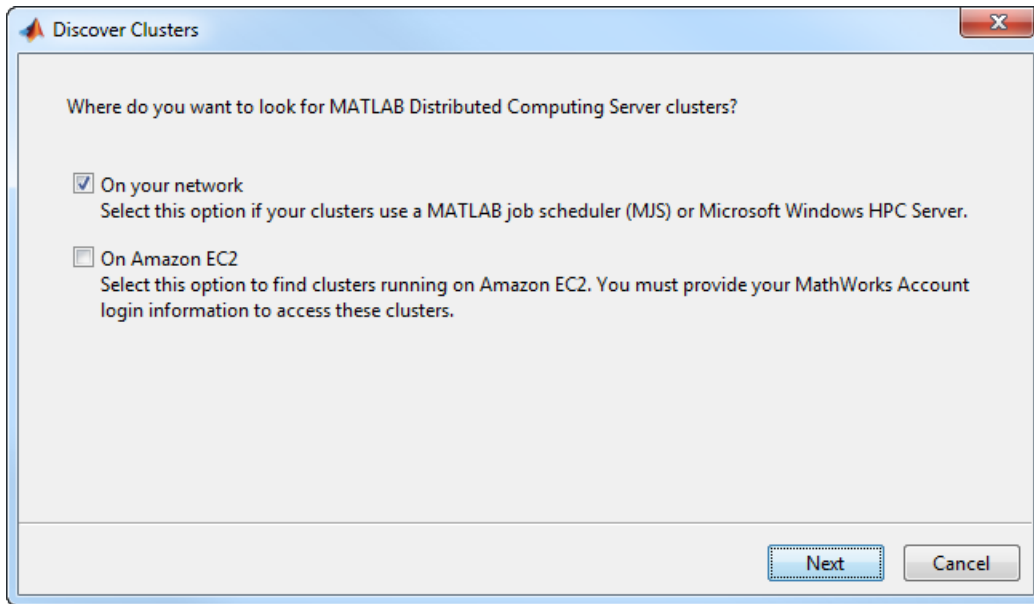 Discover Clusters
Where do you want to look for MATLAB Distributed Computing Server clusters?
On your network
Select this option if your clusters use a MATLAB job scheduler (MJS) or Microsoft Windows HPC Server.
On Amazon EC2
Select this option to find clusters running on Amazon EC2. You must provide your MathWorks Account
login information to access these clusters.
Next Cancel